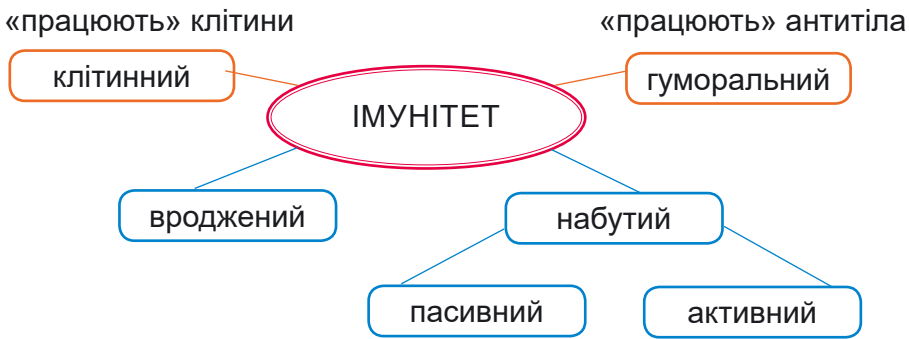 «працюють» клітини
«працюють» антитіла
клітинний
гуморальний
ІМУНІТЕТ
вроджений
набутий
пасивний
активний